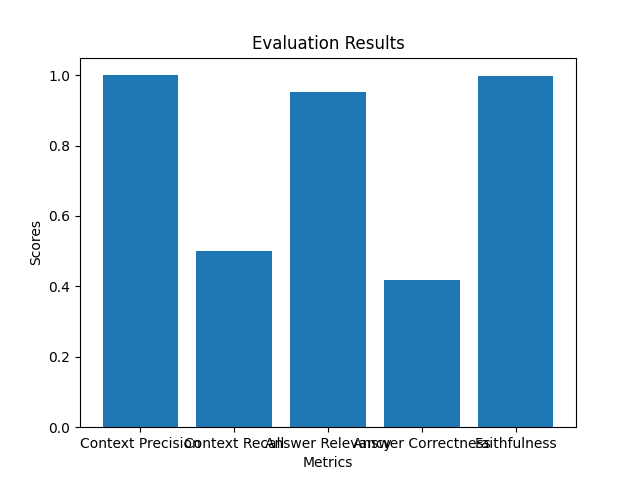 Evaluation Results
Scores
1.0
0.8
0.6
0.4
0.2
0.0
Context Precision Context Recall Answer Relevancy Answer Correctness Faithfulness
Metrics